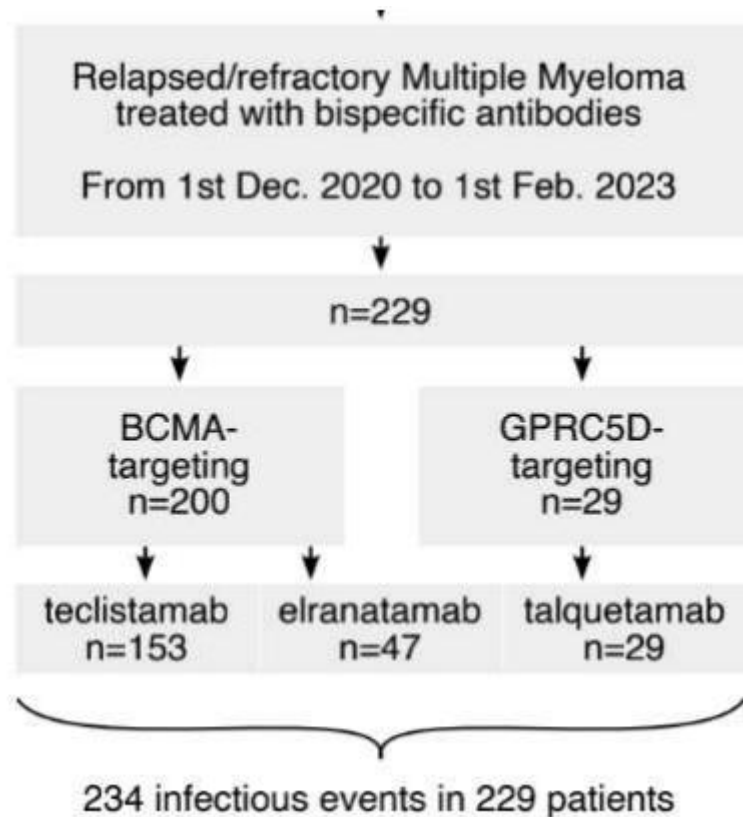 Relapsed/refractory Multiple Myeloma
treated with bispecific antibodies
From 1st Dec. 2020 to 1st Feb. 2023
n=229
BCMA-
targeting
n=200
GPRC5D-
targeting
n=29
teclistamab
n=153
elranatamab
n=47
talquetamab
n=29
234 infectious events in 229 patients